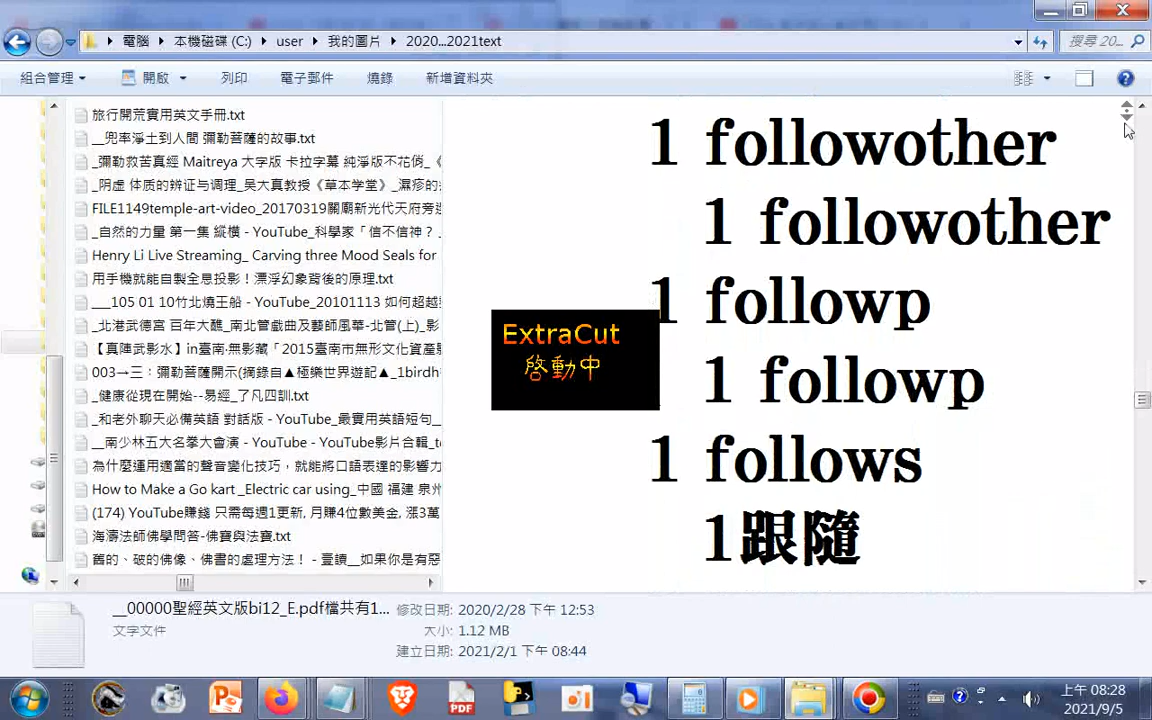 電腦 本機磁碟 (C:) user 我的圖片 2020...2021text 搜尋 20...
組合管理 開啟 列印 電子郵件 燒錄 新增資料夾
旅行開荒實用英文手冊.txt
__兜率淨土到人間 彌勒菩薩的故事.txt
_彌勒救苦真經 Maitreya 大字版 卡拉字幕 純淨版不花俏_《
_阴虚 体质的辨证与调理_吴大真教授《草本学堂》_濕疹的
FILE1149temple-art-video_20170319關廟新光代天府旁
_自然的力量 第一集 縱橫 - YouTube_科學家「信不信神？」
Henry Li Live Streaming_ Carving three Mood Seals for
用手機就能自製全息投影！漂浮幻象背後的原理.txt
___105 01 10竹北燒王船 - YouTube_20101113 如何超越
_北港武德宮 百年大醮_南北管戲曲及藝師風華-北管(上)_影
【真陣武影水】in臺南·無影藏「2015臺南市無形文化資產
003→三：彌勒菩薩開示(摘錄自▲極樂世界遊記▲_1birdh
_健康從現在開始--易經_了凡四訓.txt
_和老外聊天必備英語 對話版 - YouTube_最實用英語短句
__南少林五大名拳大會演 - YouTube - YouTube影片合輯_t
為什麼運用適當的聲音變化技巧，就能將口語表達的影響力
How to Make a Go kart _Electric car using_中國 福建 泉州
(174) YouTube賺錢 只需每週1更新, 月賺4位數美金, 漲3萬
海濤法師佛學問答-佛寶與法寶.txt
舊的、破的佛像、佛書的處理方法！ - 壹讀__如果你是有惡
1 followother
1 followother
1 followp
1 followp
1 follows
1跟隨
ExtraCut
啓動中
__00000聖經英文版bi12_E.pdf檔共有1... 修改日期: 2020/2/28 下午 12:53
文字文件 大小: 1.12 MB
建立日期: 2021/2/1 下午 08:44
上午 08:28
2021/9/5